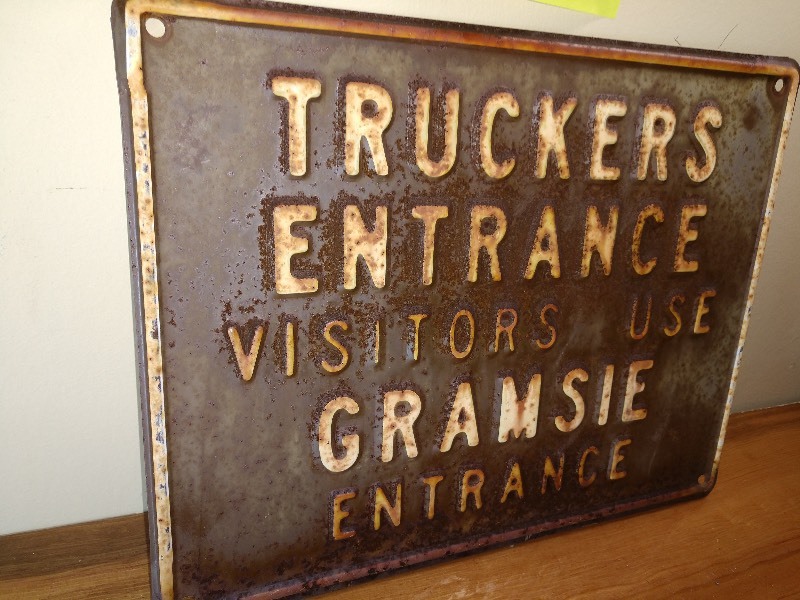 TRUCKERS
ENTRANCE
VISITORS USE
GRAMSIE
ENTRANCE